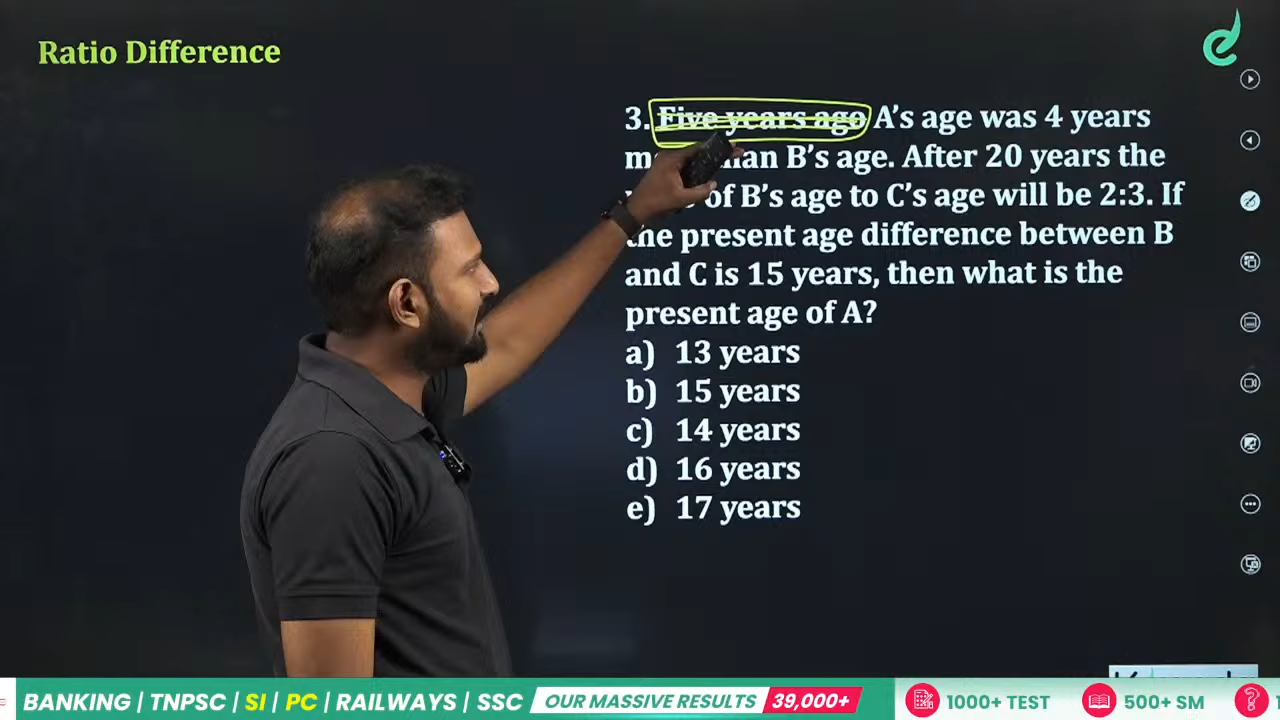 Ratio Difference
3. Five years ago A's age was 4 years
B's age. After 20 years the
of B's age to C's age will be 2:3. If
the present age difference between B
and C is 15 years, then what is the
present age of A?
a) 13 years
b) 15 years
c) 14 years
d) 16 years
e) 17 years
BANKING | TNPSC | SI | PC | RAILWAYS | SSC OUR MASSIVE RESULTS 39,000+ 1000+ TEST 500+ SM